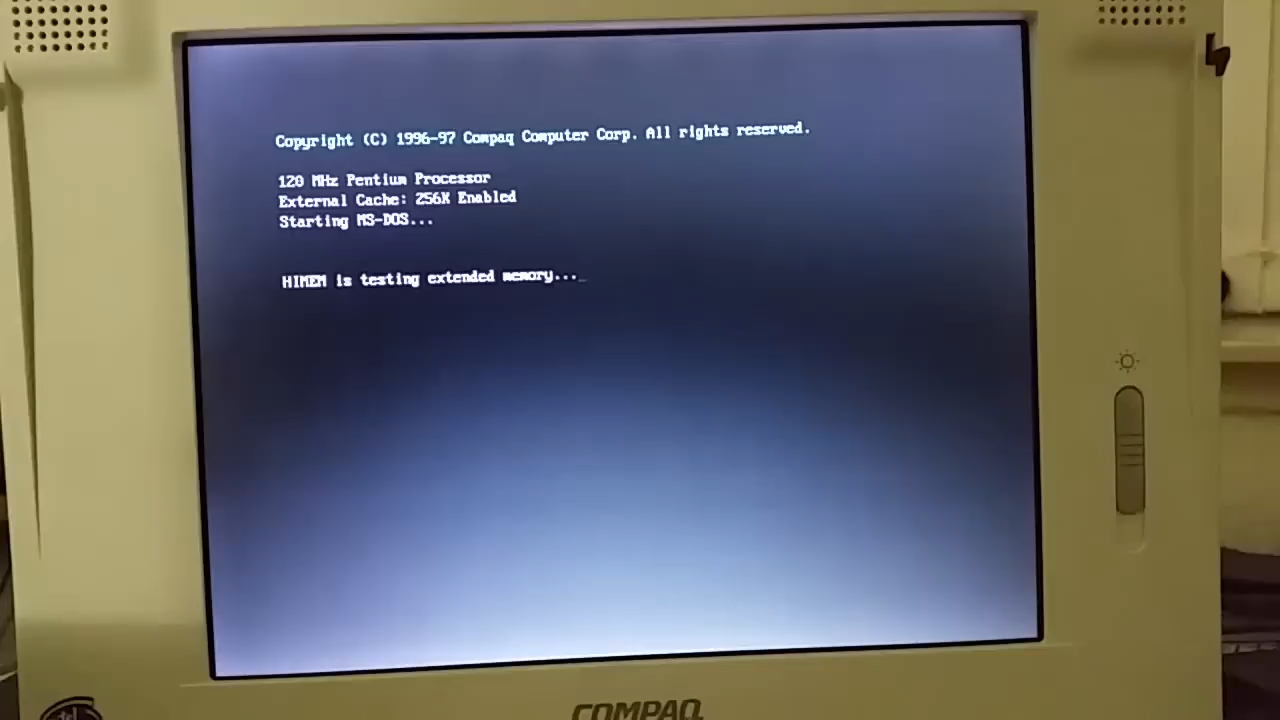 Copyright (C) 1996-97 Compaq Computer Corp. All rights reserved.
120 MHz Pentium Processor
External Cache: 256K Enabled
Starting MS-DOS...
HIMEM is testing extended memory..._
COMPAQ